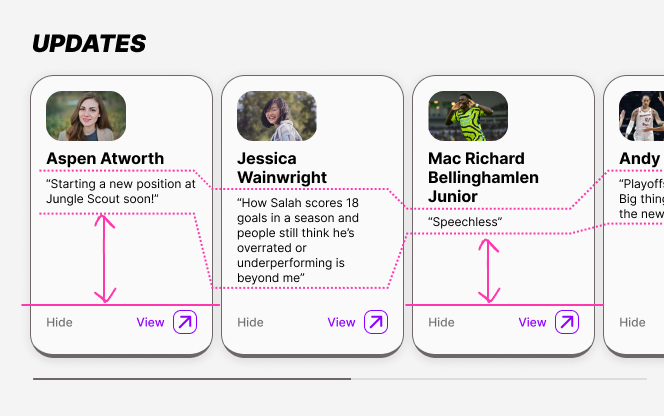 UPDATES
Aspen Atworth
“Starting a new position at
Jungle Scout soon!”
Hide
View
Jessica
Wainwright
“How Salah scores 18
goals in a season and
people still think he’s
overrated or
underperforming is
beyond me”
Hide
View
Mac Richard
Bellinghamlen
Junior
“Speechless”
Hide
View
Andy
“Playoffs
Big thing
the new
Hide